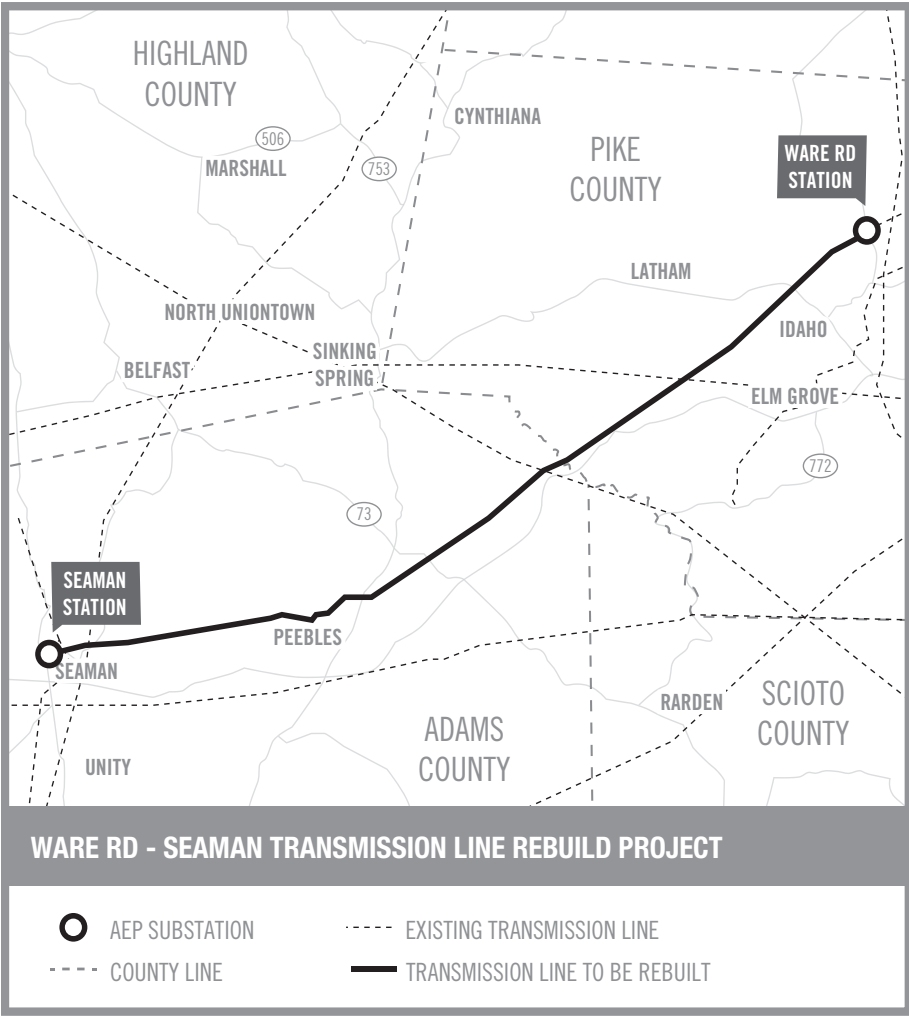 HIGHLAND
COUNTY
CYNTHIANA
506
MARSHALL
753
PIKE
COUNTY
WARE RD
STATION
LATHAM
NORTH UNIONTOWN
IDAHO
SINKING
SPRING
BELFAST
ELM GROVE
772
73
SEAMAN
STATION
PEEBLES
SEAMAN
RARDEN
SCIOTO
COUNTY
ADAMS
COUNTY
UNITY
WARE RD - SEAMAN TRANSMISSION LINE REBUILD PROJECT
AEP SUBSTATION
EXISTING TRANSMISSION LINE
COUNTY LINE
TRANSMISSION LINE TO BE REBUILT